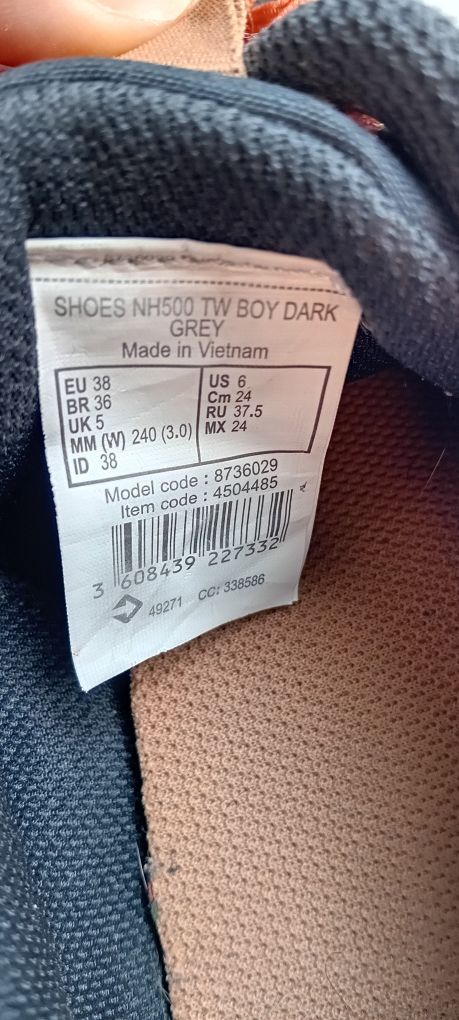 SHOES NH500 TW BOY DARK
GREY
Made in Vietnam
EU 38
BR 36
UK 5
MM (W) 240 (3.0)
ID 38
US 6
Cm 24
RU 37.5
MX 24
Model code : 8736029
Item code : 4504485
3 608439 227332
49271 CC: 338586